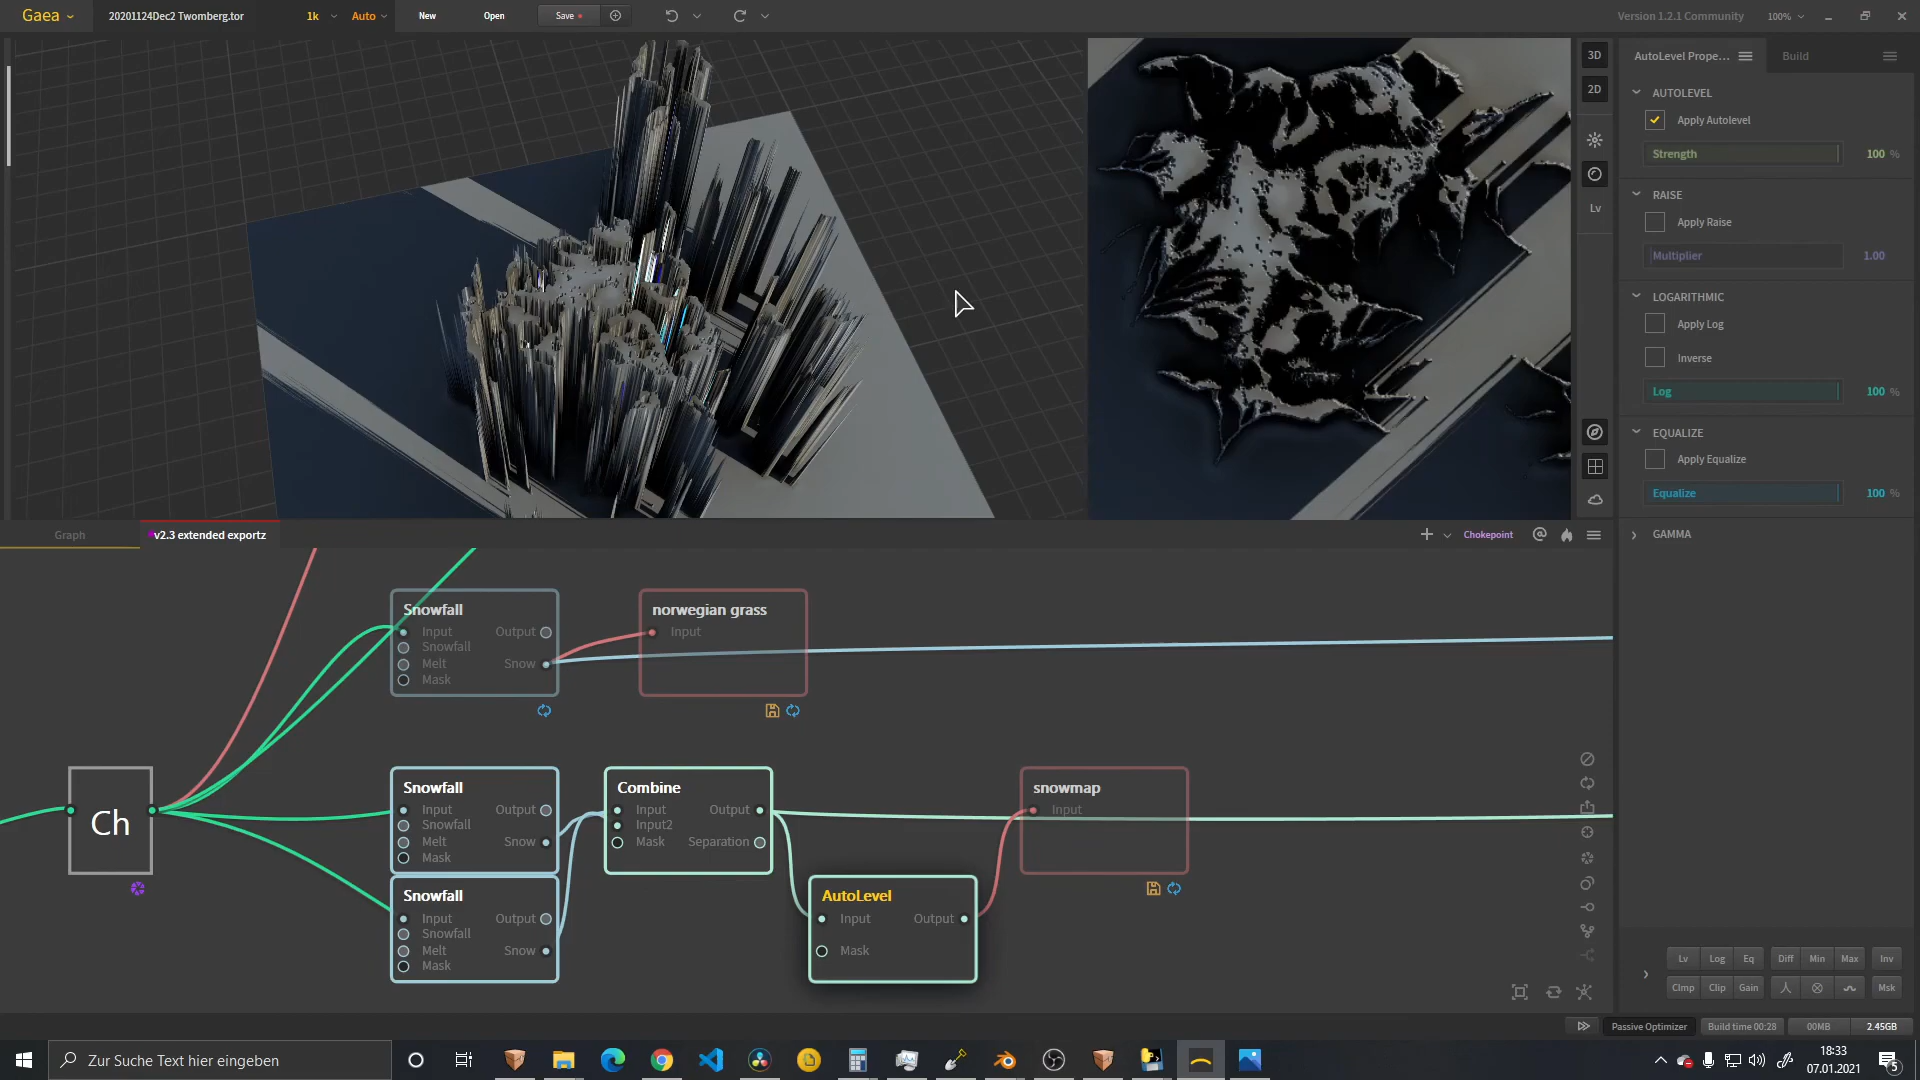 Gaea
20201124Dec2 Twomberg.tor
1k
Auto
New
Open
Save
Version 1.2.1 Community
100%
3D
2D
Lv
AutoLevel Prope...
Build
AUTOLEVEL
Apply Autolevel
Strength 100 %
RAISE
Apply Raise
Multiplier 1.00
LOGARITHMIC
Apply Log
Inverse
Log 100 %
EQUALIZE
Apply Equalize
Equalize 100 %
GAMMA
Graph
v2.3 extended exportz
Chokepoint
Snowfall
Input Output
Snowfall
Melt Snow
Mask
norwegian grass
Input
Ch
Snowfall
Input Output
Snowfall
Melt Snow
Mask
Combine
Input Output
Input2
Mask Separation
snowmap
Input
Snowfall
Input Output
Snowfall
Melt Snow
Mask
AutoLevel
Input Output
Mask
Lv Log Eq Diff Min Max Inv
Clmp Clip Gain Msk
Passive Optimizer
Build time 00:28
00MB
2.45GB
Zur Suche Text hier eingeben
18:33
07.01.2021
5